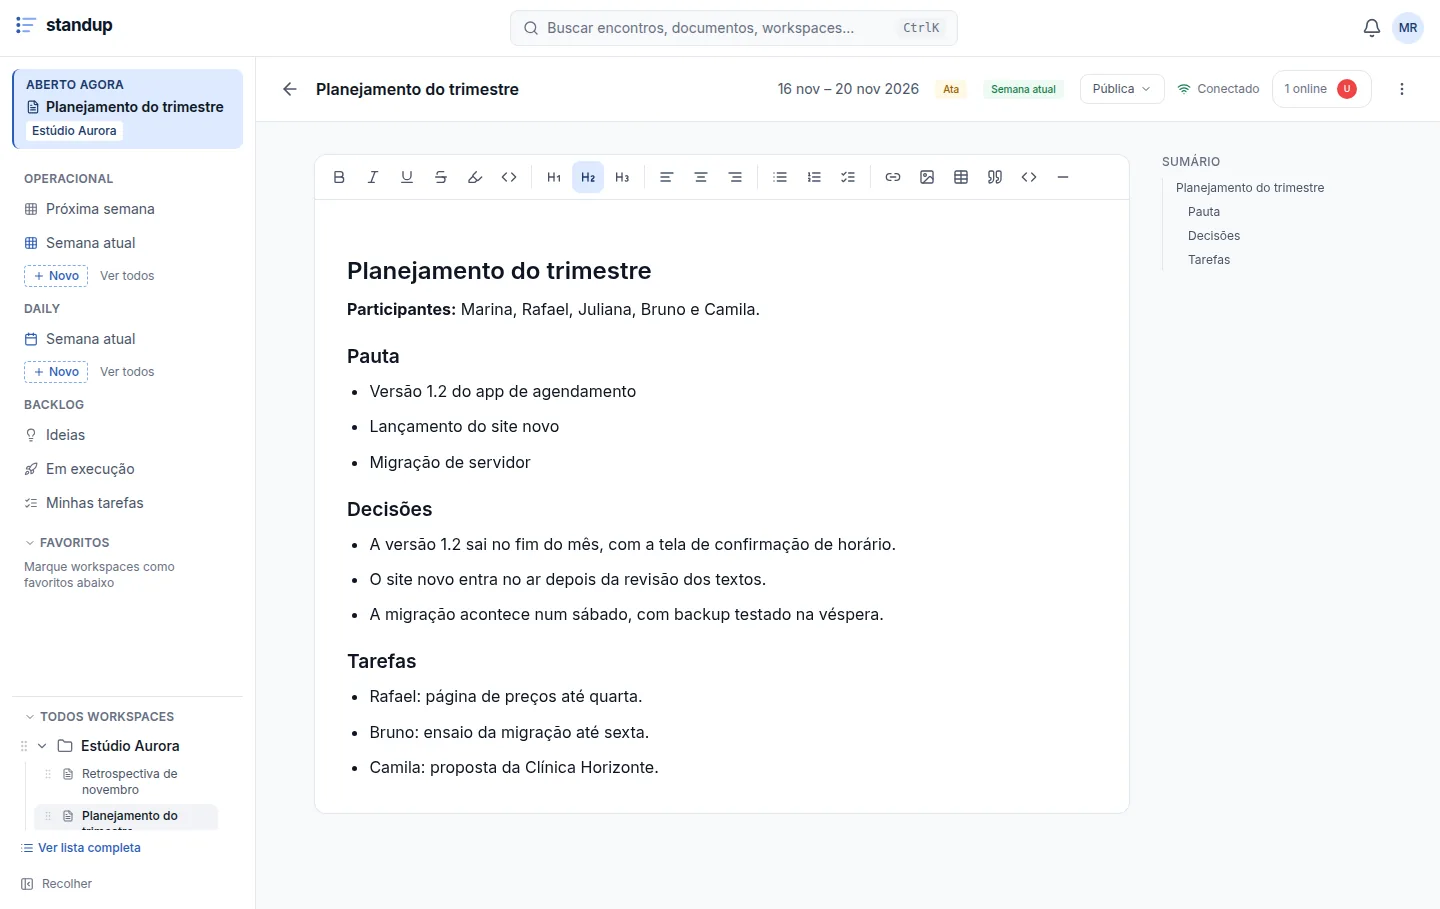 standup
Buscar encontros, documentos, workspaces...
CtrlK
MR
ABERTO AGORA
Planejamento do trimestre
Estúdio Aurora
OPERACIONAL
Próxima semana
Semana atual
+ Novo
Ver todos
DAILY
Semana atual
+ Novo
Ver todos
BACKLOG
Ideias
Em execução
Minhas tarefas
FAVORITOS
Marque workspaces como
favoritos abaixo
TODOS WORKSPACES
Estúdio Aurora
Retrospectiva de
novembro
Planejamento do
trimestre
Ver lista completa
Recolher
Planejamento do trimestre
16 nov – 20 nov 2026
Ata
Semana atual
Pública
Conectado
1 online
U
H1
H2
H3
Planejamento do trimestre
Participantes: Marina, Rafael, Juliana, Bruno e Camila.
Pauta
• Versão 1.2 do app de agendamento
• Lançamento do site novo
• Migração de servidor
Decisões
• A versão 1.2 sai no fim do mês, com a tela de confirmação de horário.
• O site novo entra no ar depois da revisão dos textos.
• A migração acontece num sábado, com backup testado na véspera.
Tarefas
• Rafael: página de preços até quarta.
• Bruno: ensaio da migração até sexta.
• Camila: proposta da Clínica Horizonte.
SUMÁRIO
Planejamento do trimestre
Pauta
Decisões
Tarefas